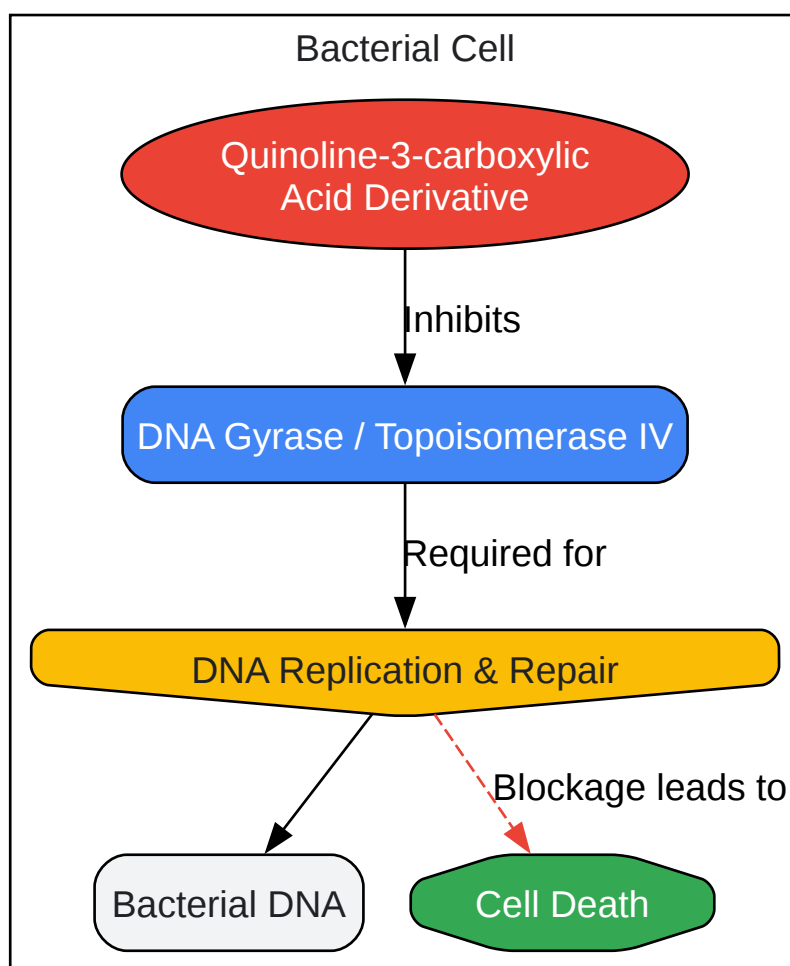 Bacterial Cell
Quinoline-3-carboxylic
Acid Derivative
Inhibits
DNA Gyrase / Topoisomerase IV
Required for
DNA Replication & Repair
Blockage leads to
Bacterial DNA
Cell Death